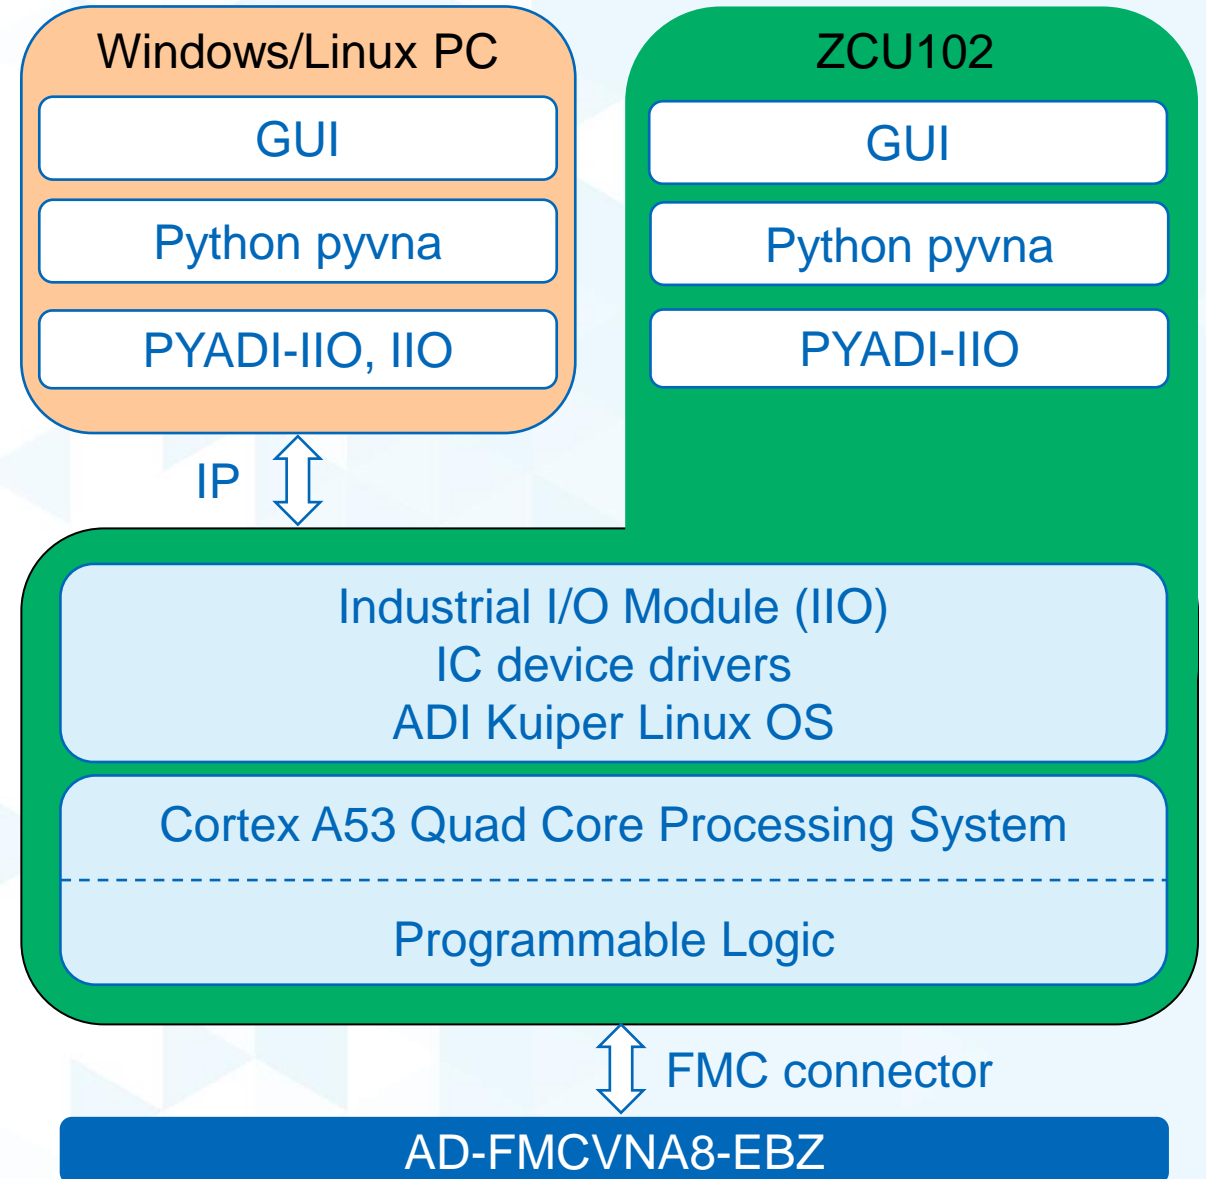 Windows/Linux PC
GUI
Python pyvna
PYADI-IIO, IIO
ZCU102
GUI
Python pyvna
PYADI-IIO
IP
Industrial I/O Module (IIO)
IC device drivers
ADI Kuiper Linux OS
Cortex A53 Quad Core Processing System
Programmable Logic
FMC connector
AD-FMCVNA8-EBZ